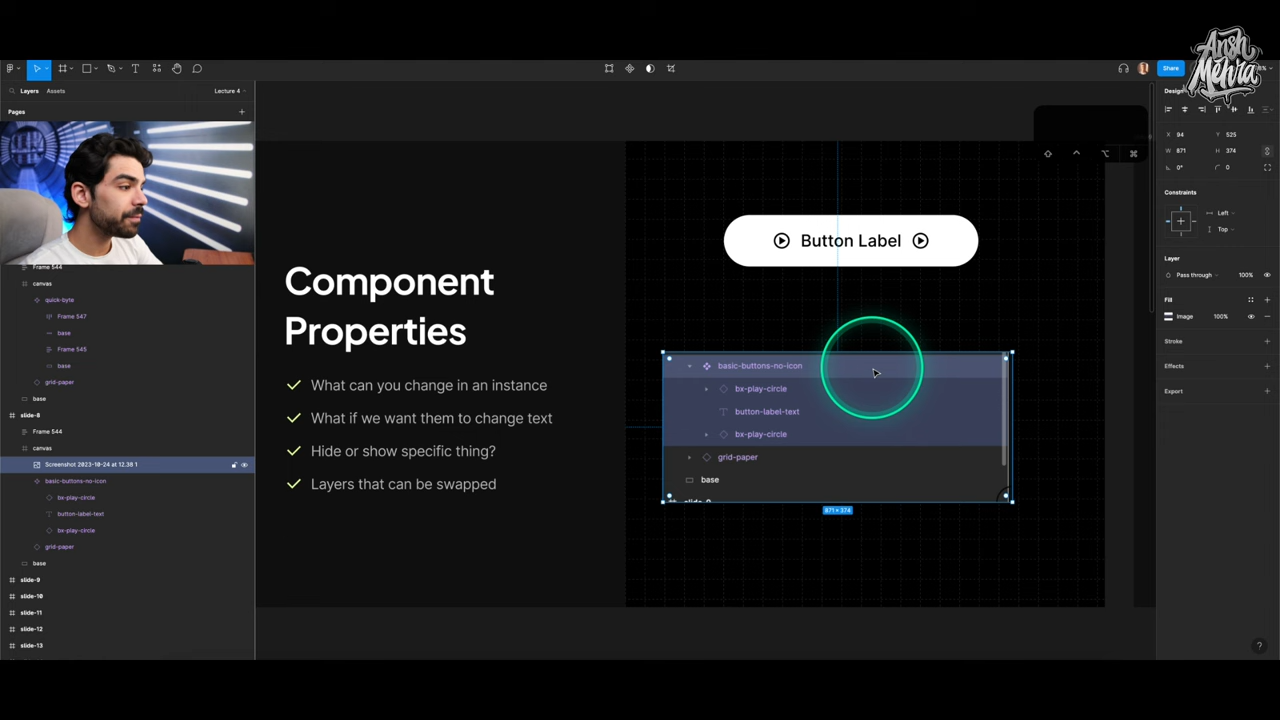 Ansh
Mehra
Share
Layers
Assets
Lecture 4
Pages
Frame 544
canvas
quick-byte
Frame 547
base
Frame 545
base
grid-paper
base
slide-8
Frame 544
canvas
Screenshot 2023-10-24 at 12.38 1
basic-buttons-no-icon
bx-play-circle
button-label-text
bx-play-circle
grid-paper
base
slide-9
slide-10
slide-11
slide-12
slide-13
Component
Properties
What can you change in an instance
What if we want them to change text
Hide or show specific thing?
Layers that can be swapped
Button Label
basic-buttons-no-icon
bx-play-circle
button-label-text
bx-play-circle
grid-paper
base
871 × 374
Design
X 94 Y 525
W 871 H 374
0° 0
Constraints
Left
Top
Layer
Pass through 100%
Fill
Image 100%
Stroke
Effects
Export
?